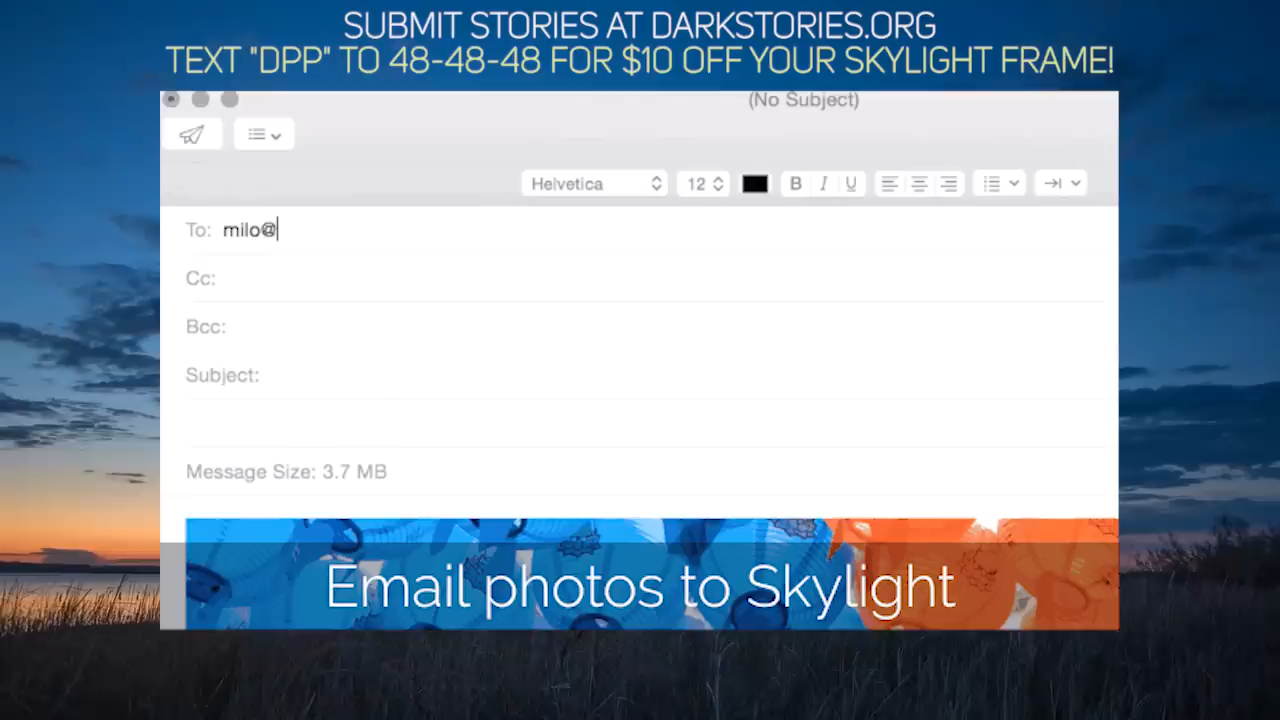 SUBMIT STORIES AT DARKSTORIES.ORG
TEXT "DPP" TO 48-48-48 FOR $10 OFF YOUR SKYLIGHT FRAME!
(No Subject)
Helvetica 12 B I U
To: milo@
Cc:
Bcc:
Subject:
Message Size: 3.7 MB
Email photos to Skylight